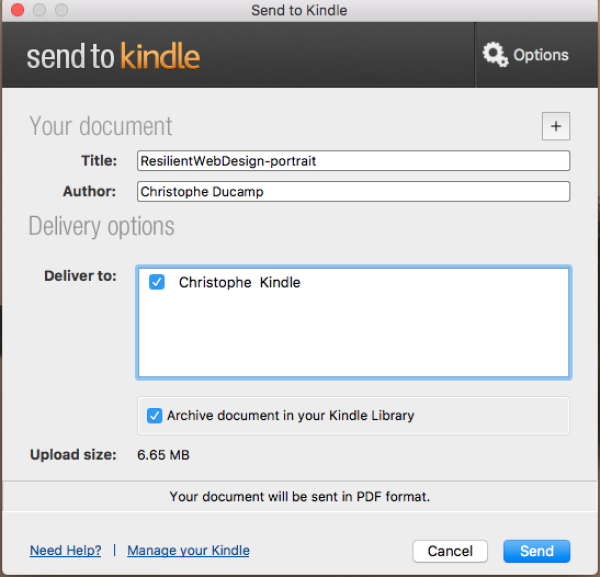 Send to Kindle
send to kindle
Options
Your document
+
Title: ResilientWebDesign-portrait
Author: Christophe Ducamp
Delivery options
Deliver to: Christophe Kindle
Archive document in your Kindle Library
Upload size: 6.65 MB
Your document will be sent in PDF format.
Need Help? | Manage your Kindle Cancel Send